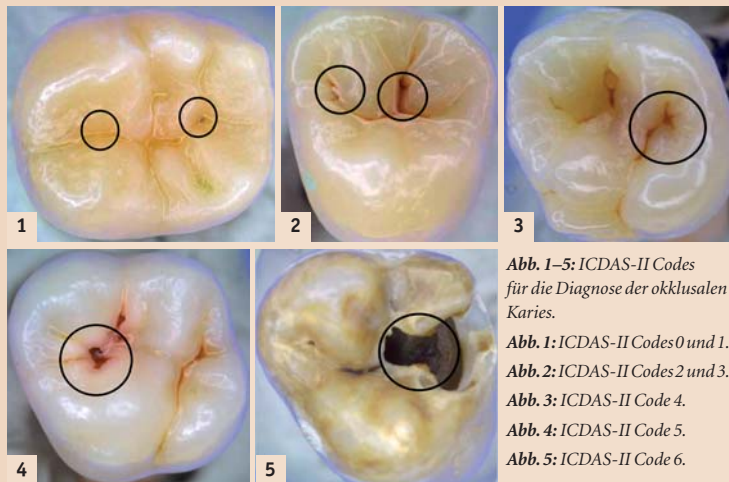 1
2
3
4
5
Abb. 1–5: ICDAS-II Codes
für die Diagnose der okklusalen
Karies.
Abb. 1: ICDAS-II Codes 0 und 1.
Abb. 2: ICDAS-II Codes 2 und 3.
Abb. 3: ICDAS-II Code 4.
Abb. 4: ICDAS-II Code 5.
Abb. 5: ICDAS-II Code 6.